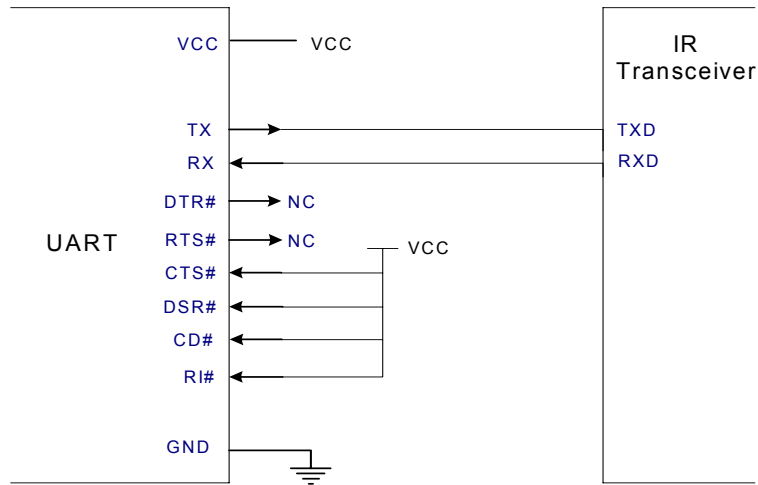 VCC
VCC
IR
Transceiver
TX
TXD
RX
RXD
DTR#
NC
UART
RTS#
NC
VCC
CTS#
DSR#
CD#
RI#
GND